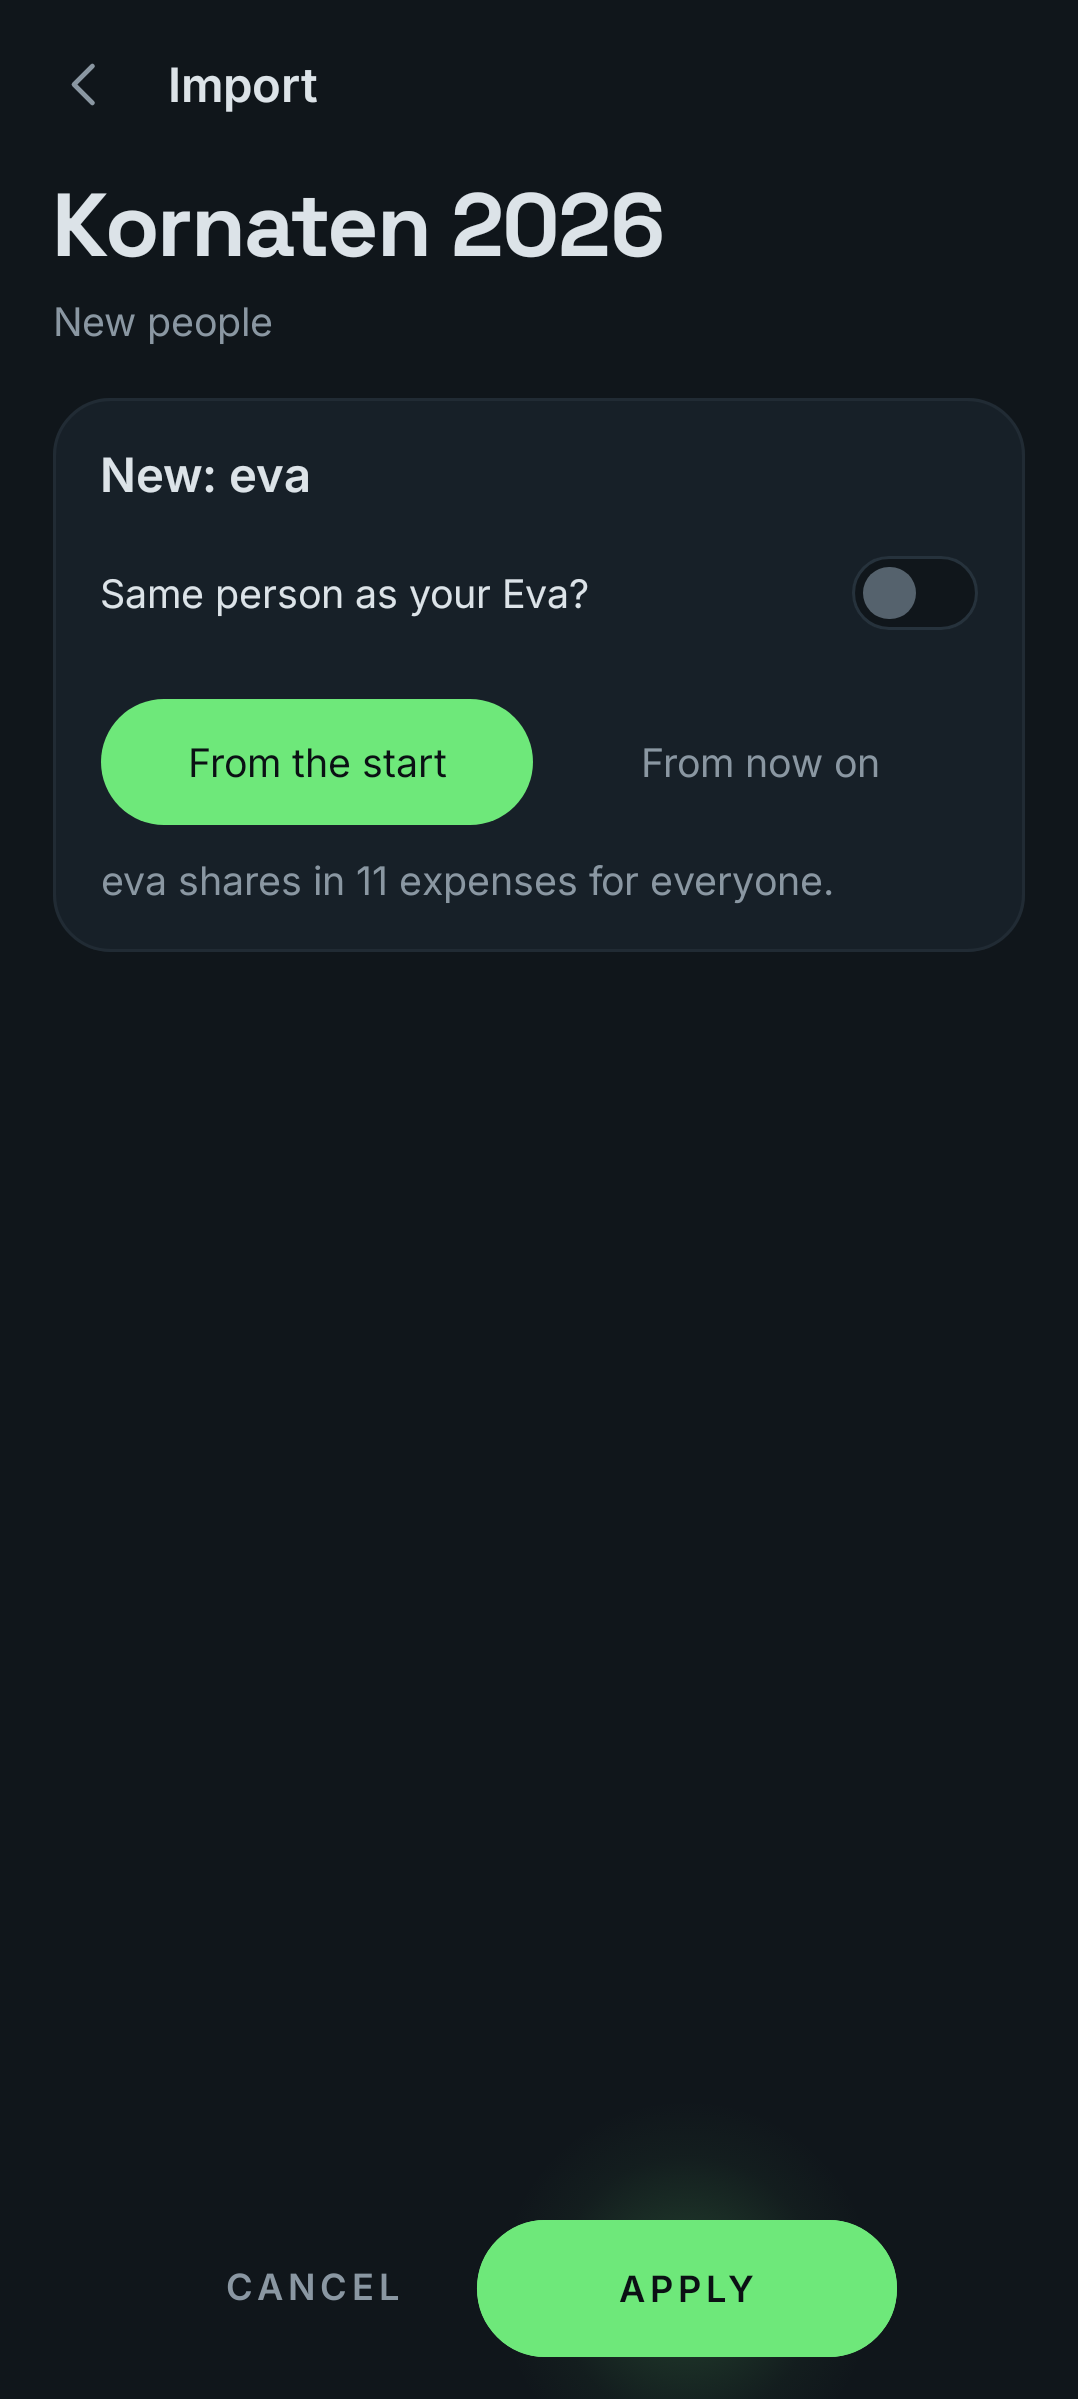 Import
Kornaten 2026
New people
New: eva
Same person as your Eva?
From the start
From now on
eva shares in 11 expenses for everyone.
CANCEL
APPLY